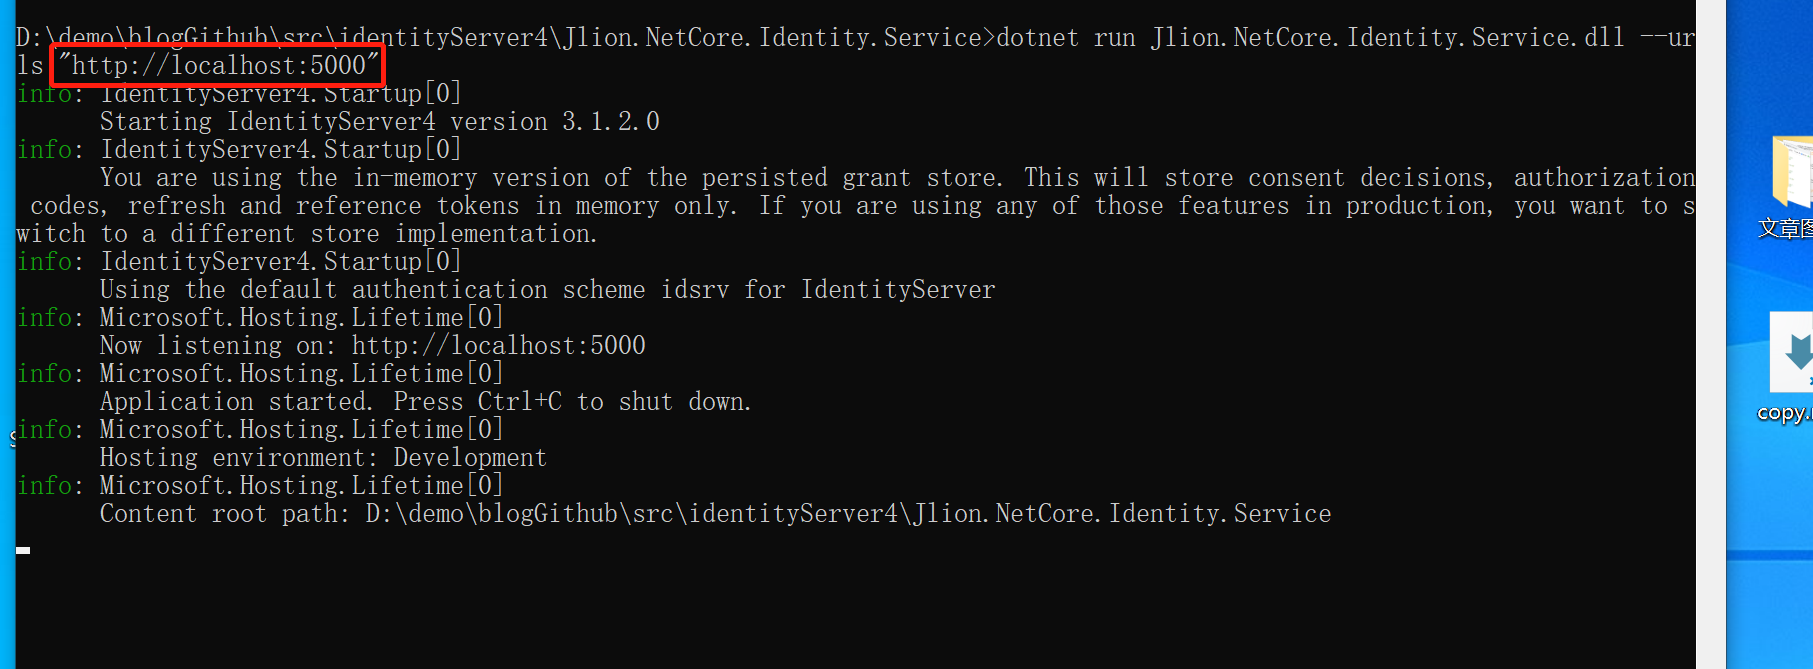 D:\demo\blogGithub\src\identityServer4\Jlion.NetCore.Identity.Service>dotnet run Jlion.NetCore.Identity.Service.dll --ur
ls "http://localhost:5000"
info: IdentityServer4.Startup[0]
Starting IdentityServer4 version 3.1.2.0
info: IdentityServer4.Startup[0]
You are using the in-memory version of the persisted grant store. This will store consent decisions, authorization
codes, refresh and reference tokens in memory only. If you are using any of those features in production, you want to s
witch to a different store implementation.
info: IdentityServer4.Startup[0]
Using the default authentication scheme idsrv for IdentityServer
info: Microsoft.Hosting.Lifetime[0]
Now listening on: http://localhost:5000
info: Microsoft.Hosting.Lifetime[0]
Application started. Press Ctrl+C to shut down.
info: Microsoft.Hosting.Lifetime[0]
Hosting environment: Development
info: Microsoft.Hosting.Lifetime[0]
Content root path: D:\demo\blogGithub\src\identityServer4\Jlion.NetCore.Identity.Service
文章图
copy.